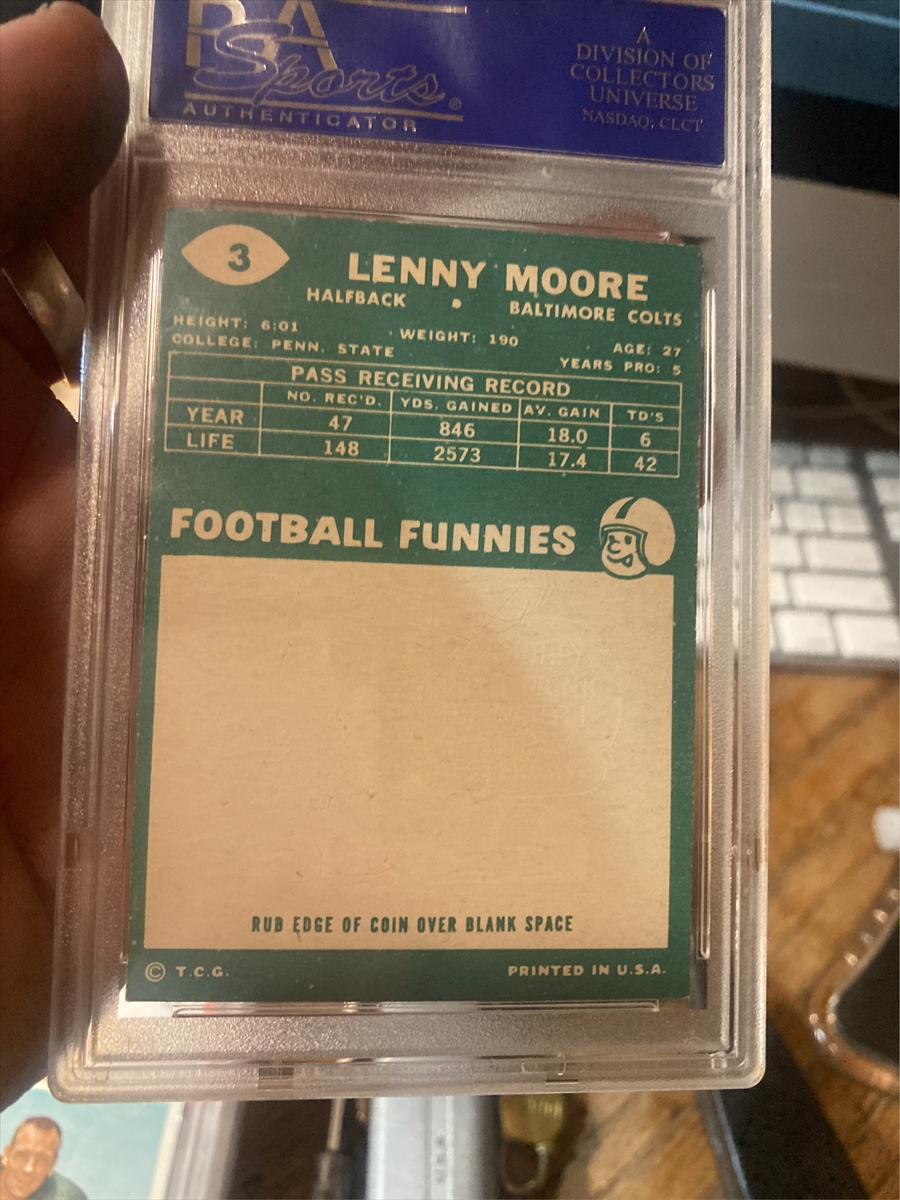 PSA
Sports®
AUTHENTICATOR
A
DIVISION OF
COLLECTORS
UNIVERSE
NASDAQ: CLCT
3
LENNY MOORE
HALFBACK • BALTIMORE COLTS
HEIGHT: 6:01 WEIGHT: 190 AGE: 27
COLLEGE: PENN. STATE YEARS PRO: 5
PASS RECEIVING RECORD
NO. REC'D. YDS. GAINED AV. GAIN TD'S
YEAR 47 846 18.0 6
LIFE 148 2573 17.4 42
FOOTBALL FUNNIES
RUB EDGE OF COIN OVER BLANK SPACE
© T.C.G. PRINTED IN U.S.A.